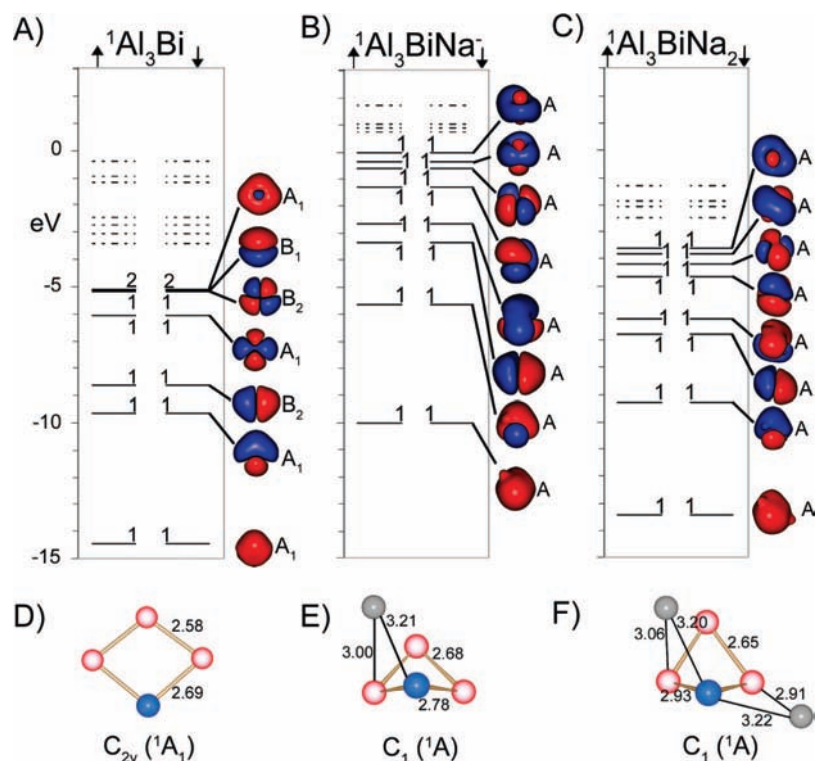 A) ¹Al₃Bi
B) ¹Al₃BiNa⁻
C) ¹Al₃BiNa₂
0
eV
-5
-10
-15
2 2
1 1
1 1
1 1
1 1
1 1
A₁
B₁
B₂
A₁
B₂
A₁
A₁
1 1
1 1
1 1
1 1
1 1
1 1
1 1
1 1
A
A
A
A
A
A
A
A
1 1
1 1
1 1
1 1
1 1
1 1
1 1
1 1
A
A
A
A
A
A
A
A
D)
2.58
2.69
C₂ᵥ (¹A₁)
E)
3.21
3.00
2.68
2.78
C₁ (¹A)
F)
3.20
3.06
2.65
2.93
2.91
3.22
C₁ (¹A)